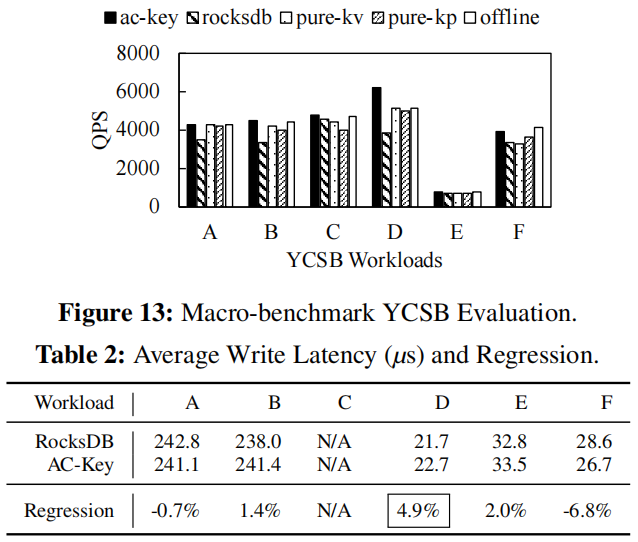 ac-key rocksdb pure-kv pure-kp offline
8000
6000
4000
2000
0
QPS
A B C D E F
YCSB Workloads
Figure 13: Macro-benchmark YCSB Evaluation.
Table 2: Average Write Latency (μs) and Regression.
Workload A B C D E F
RocksDB 242.8 238.0 N/A 21.7 32.8 28.6
AC-Key 241.1 241.4 N/A 22.7 33.5 26.7
Regression -0.7% 1.4% N/A 4.9% 2.0% -6.8%